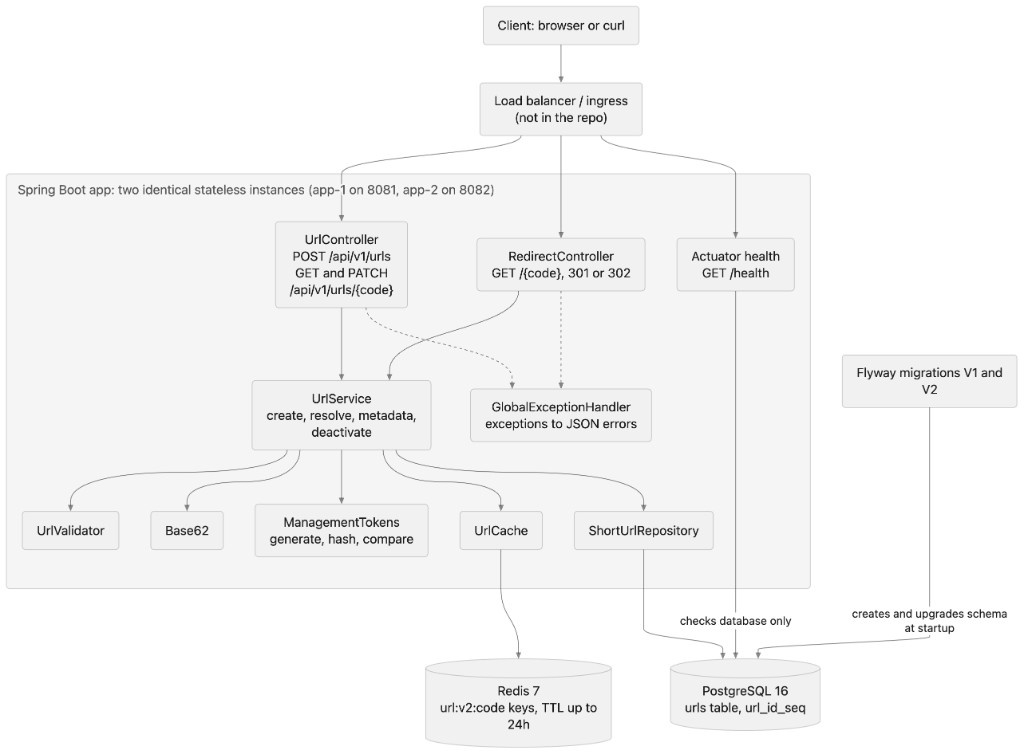 Client: browser or curl
Load balancer / ingress
(not in the repo)
Spring Boot app: two identical stateless instances (app-1 on 8081, app-2 on 8082)
UrlController
POST /api/v1/urls
GET and PATCH
/api/v1/urls/{code}
RedirectController
GET /{code}, 301 or 302
Actuator health
GET /health
Flyway migrations V1 and
V2
UrlService
create, resolve, metadata,
deactivate
GlobalExceptionHandler
exceptions to JSON errors
UrlValidator
Base62
ManagementTokens
generate, hash, compare
UrlCache
ShortUrlRepository
checks database only
creates and upgrades schema
at startup
Redis 7
url:v2:code keys, TTL up to
24h
PostgreSQL 16
urls table, url_id_seq